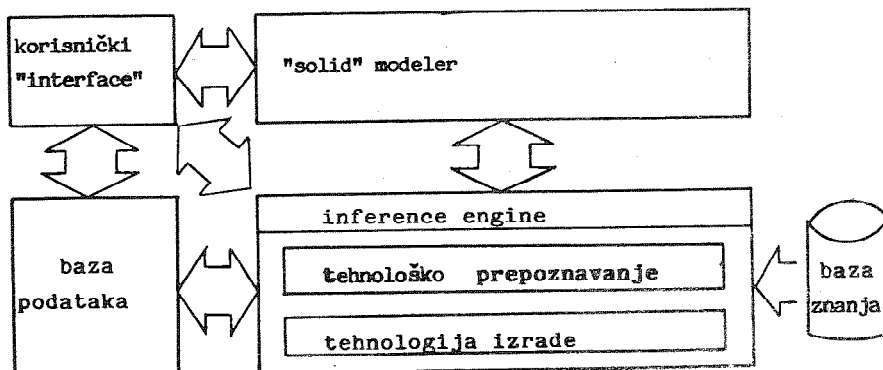 korisnički
"interface"
"solid" modeler
inference engine
baza
podataka
tehnološko prepoznavanje
tehnologija izrade
baza
znanja